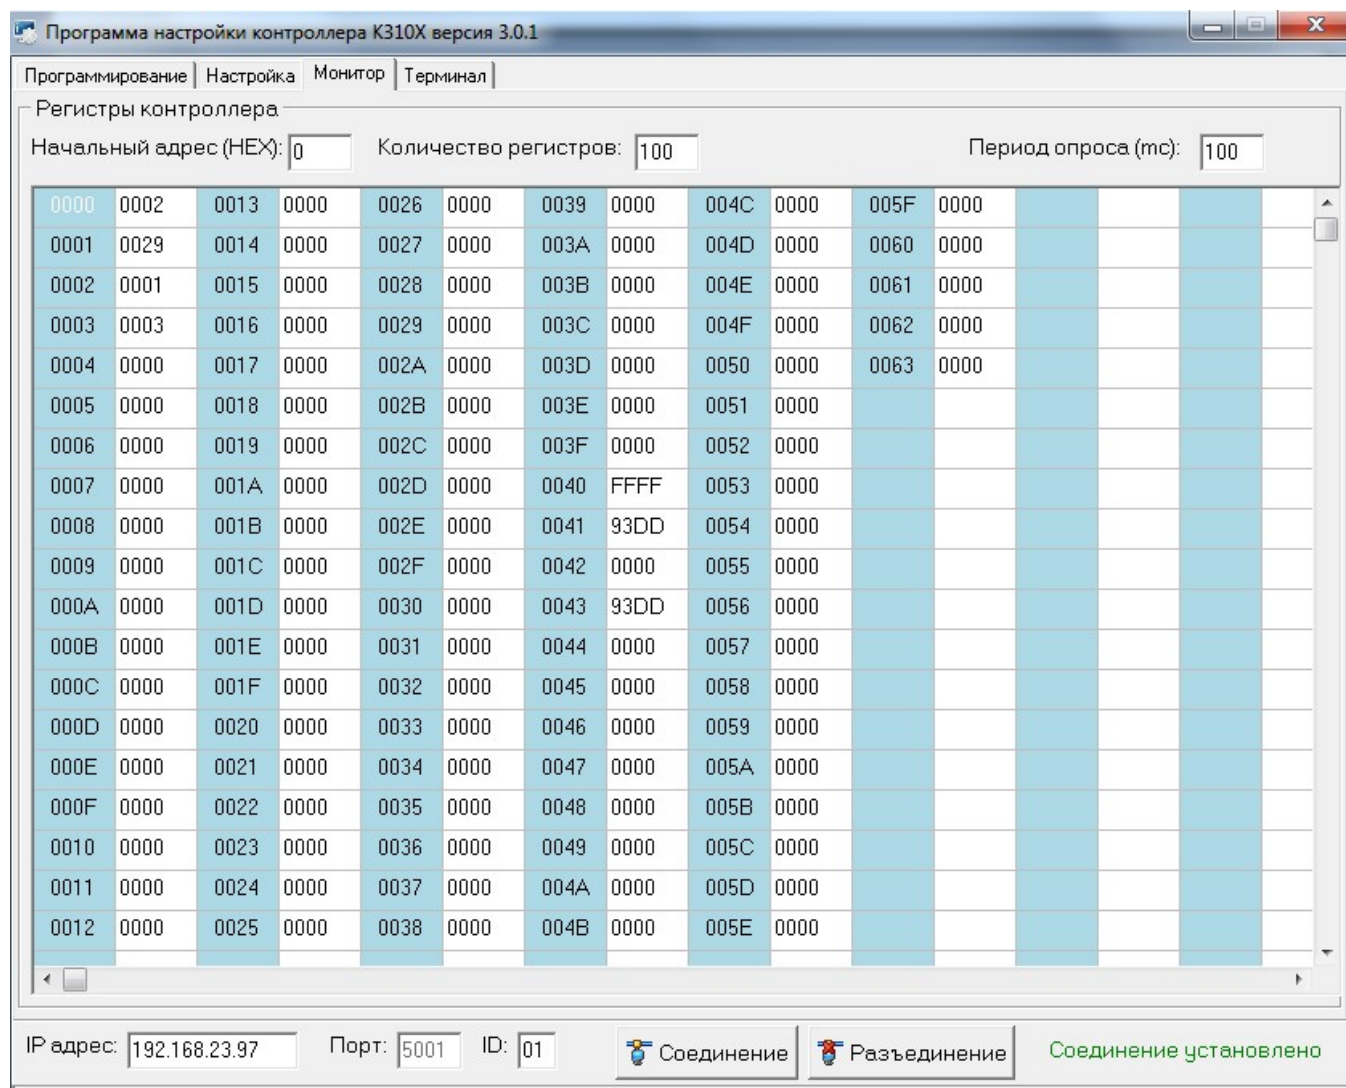 Программа настройки контроллера К310Х версия 3.0.1
Программирование Настройка Монитор Терминал
Регистры контроллера
Начальный адрес (HEX): 0 Количество регистров: 100 Период опроса (mc): 100
0000 0002 0013 0000 0026 0000 0039 0000 004C 0000 005F 0000
0001 0029 0014 0000 0027 0000 003A 0000 004D 0000 0060 0000
0002 0001 0015 0000 0028 0000 003B 0000 004E 0000 0061 0000
0003 0003 0016 0000 0029 0000 003C 0000 004F 0000 0062 0000
0004 0000 0017 0000 002A 0000 003D 0000 0050 0000 0063 0000
0005 0000 0018 0000 002B 0000 003E 0000 0051 0000
0006 0000 0019 0000 002C 0000 003F 0000 0052 0000
0007 0000 001A 0000 002D 0000 0040 FFFF 0053 0000
0008 0000 001B 0000 002E 0000 0041 93DD 0054 0000
0009 0000 001C 0000 002F 0000 0042 0000 0055 0000
000A 0000 001D 0000 0030 0000 0043 93DD 0056 0000
000B 0000 001E 0000 0031 0000 0044 0000 0057 0000
000C 0000 001F 0000 0032 0000 0045 0000 0058 0000
000D 0000 0020 0000 0033 0000 0046 0000 0059 0000
000E 0000 0021 0000 0034 0000 0047 0000 005A 0000
000F 0000 0022 0000 0035 0000 0048 0000 005B 0000
0010 0000 0023 0000 0036 0000 0049 0000 005C 0000
0011 0000 0024 0000 0037 0000 004A 0000 005D 0000
0012 0000 0025 0000 0038 0000 004B 0000 005E 0000
IP адрес: 192.168.23.97 Порт: 5001 ID: 01 Соединение Разъединение Соединение установлено